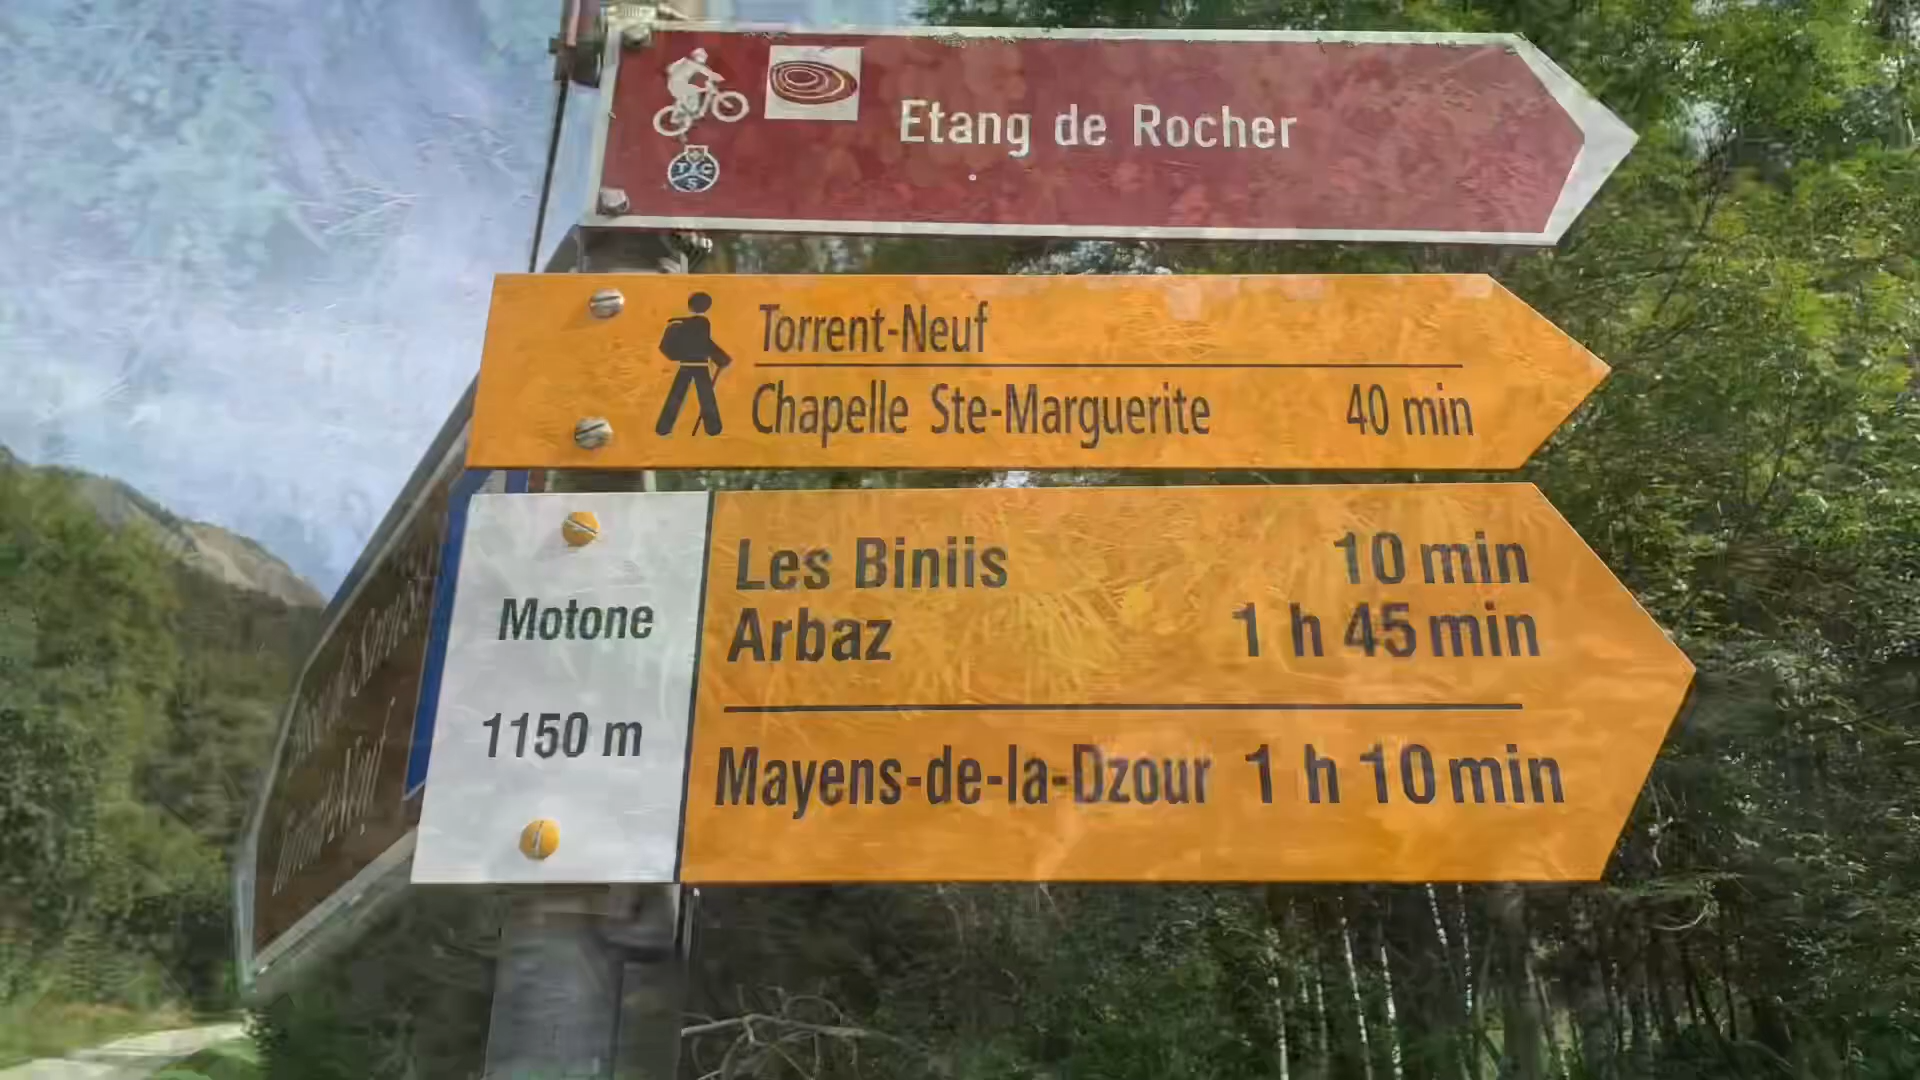 Etang de Rocher
TCS
Torrent-Neuf
Chapelle Ste-Marguerite 40 min
Motone
1150 m
Les Biniis 10 min
Arbaz 1 h 45 min
Mayens-de-la-Dzour 1 h 10 min